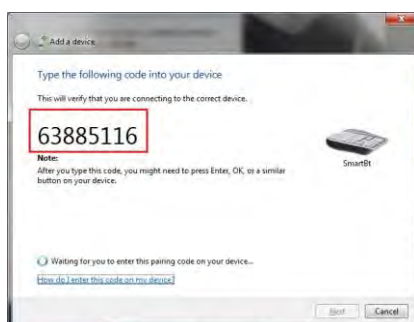 Add a device
Type the following code into your device
This will verify that you are connecting to the correct device.
63885116
Note:
After you type this code, you might need to press Enter, OK, or a similar
button on your device.
SmartBt
Waiting for you to enter this pairing code on your device...
How do I enter this code on my device?
Next Cancel